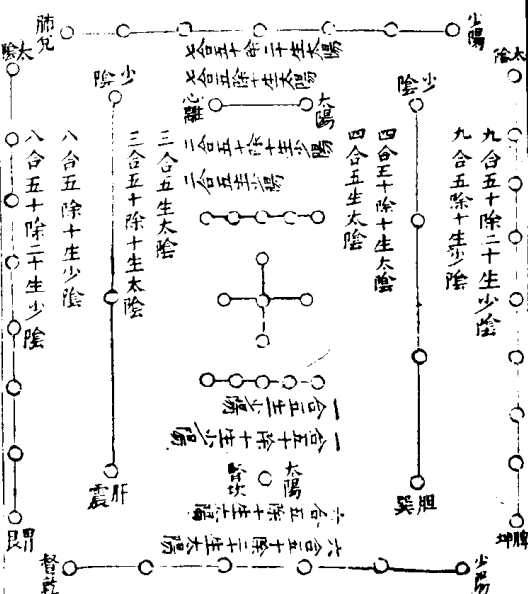 肺兌
少陽
太陰
太陰
七合五十除二十生太陽
七合五除十生太陽
少陰
少陰
心離
太陽
二合五十除十生少陽
二合五生少陽
九合五十除二十生少陰
九合五除十生少陰
四合五十除十生太陰
四合五生太陰
三合五生太陰
三合五十除十生太陰
八合五除十生少陰
八合五十除二十生少陰
一合五生少陽
一合五十除十生少陽
太陽
腎坎
肝震
胆巽
六合五除十生太陽
六合五十除二十生太陽
胃艮
脾坤
督乾
少陽